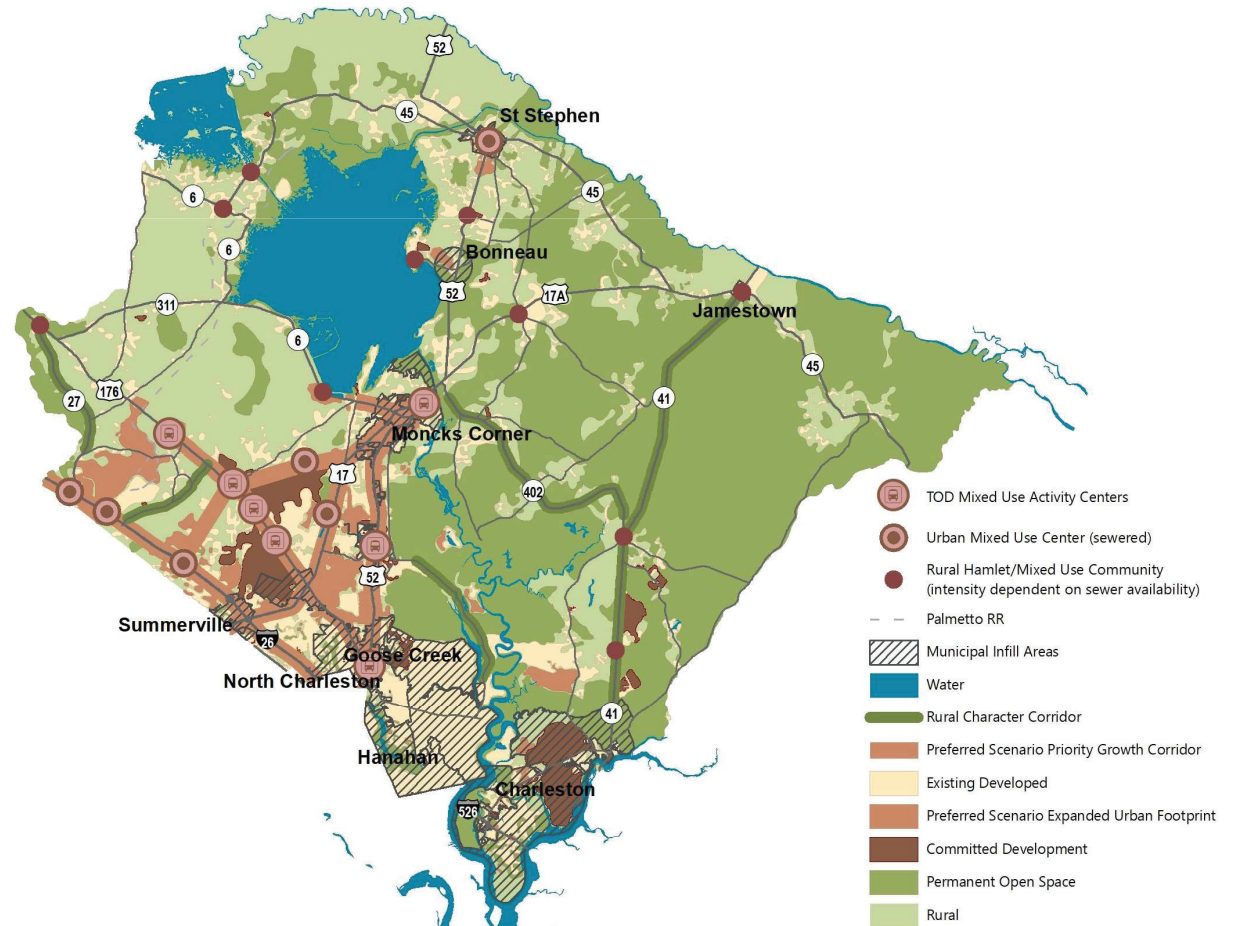 52
45
St Stephen
6
45
6
Bonneau
52
17A
311
Jamestown
6
45
176
27
41
Moncks Corner
17
402
52
Summerville
26
Goose Creek
North Charleston
41
Hanahan
Charleston
526
TOD Mixed Use Activity Centers
Urban Mixed Use Center (sewered)
Rural Hamlet/Mixed Use Community
(intensity dependent on sewer availability)
Palmetto RR
Municipal Infill Areas
Water
Rural Character Corridor
Preferred Scenario Priority Growth Corridor
Existing Developed
Preferred Scenario Expanded Urban Footprint
Committed Development
Permanent Open Space
Rural